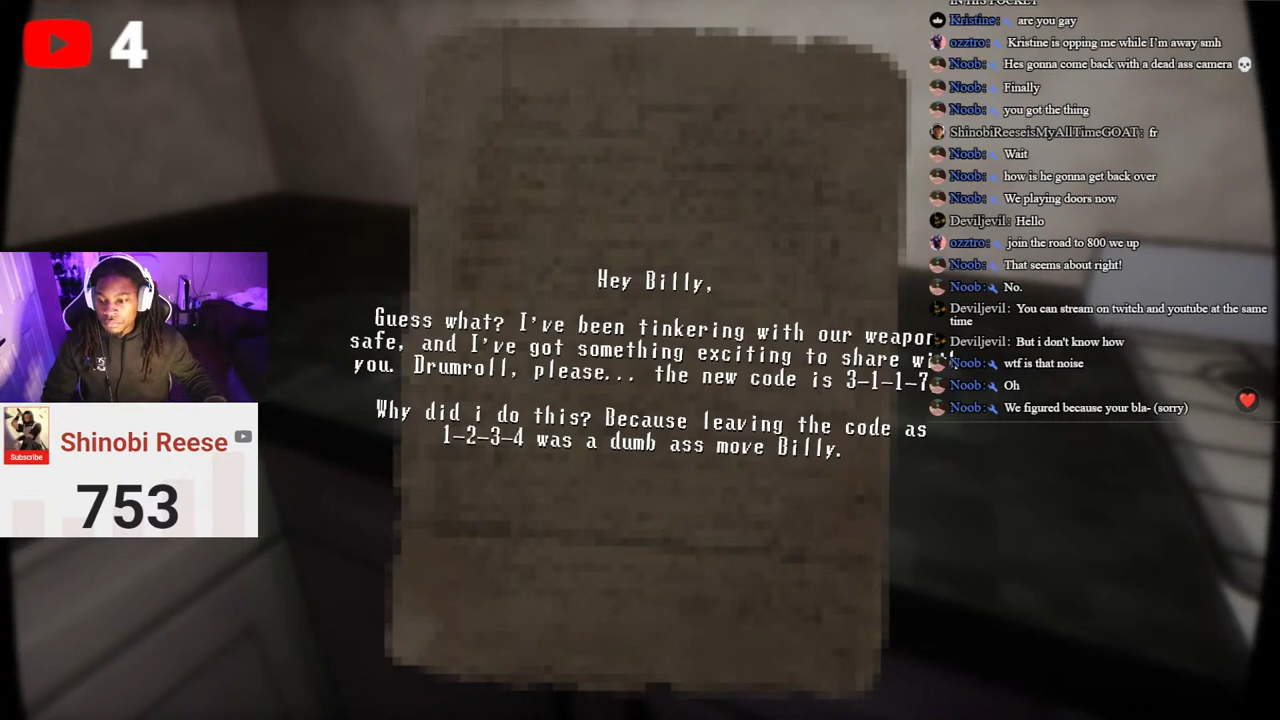 4
IN HIS POCKET
Kristine: are you gay
ozztro: Kristine is opping me while I'm away smh
Noob: Hes gonna come back with a dead ass camera 💀
Noob: Finally
Noob: you got the thing
ShinobiReeseisMyAllTimeGOAT: fr
Noob: Wait
Noob: how is he gonna get back over
Noob: We playing doors now
Deviljevil: Hello
ozztro: join the road to 800 we up
Noob: That seems about right!
Noob: No.
Deviljevil: You can stream on twitch and youtube at the same
time
Deviljevil: But i don't know how
Noob: wtf is that noise
Noob: Oh
Noob: We figured because your bla- (sorry)
Hey Billy,
Guess what? I've been tinkering with our weapon
safe, and I've got something exciting to share
you. Drumroll, please... the new code is 3-1-1-7
Why did i do this? Because leaving the code as
1-2-3-4 was a dumb ass move Billy.
Shinobi Reese
Subscribe
753